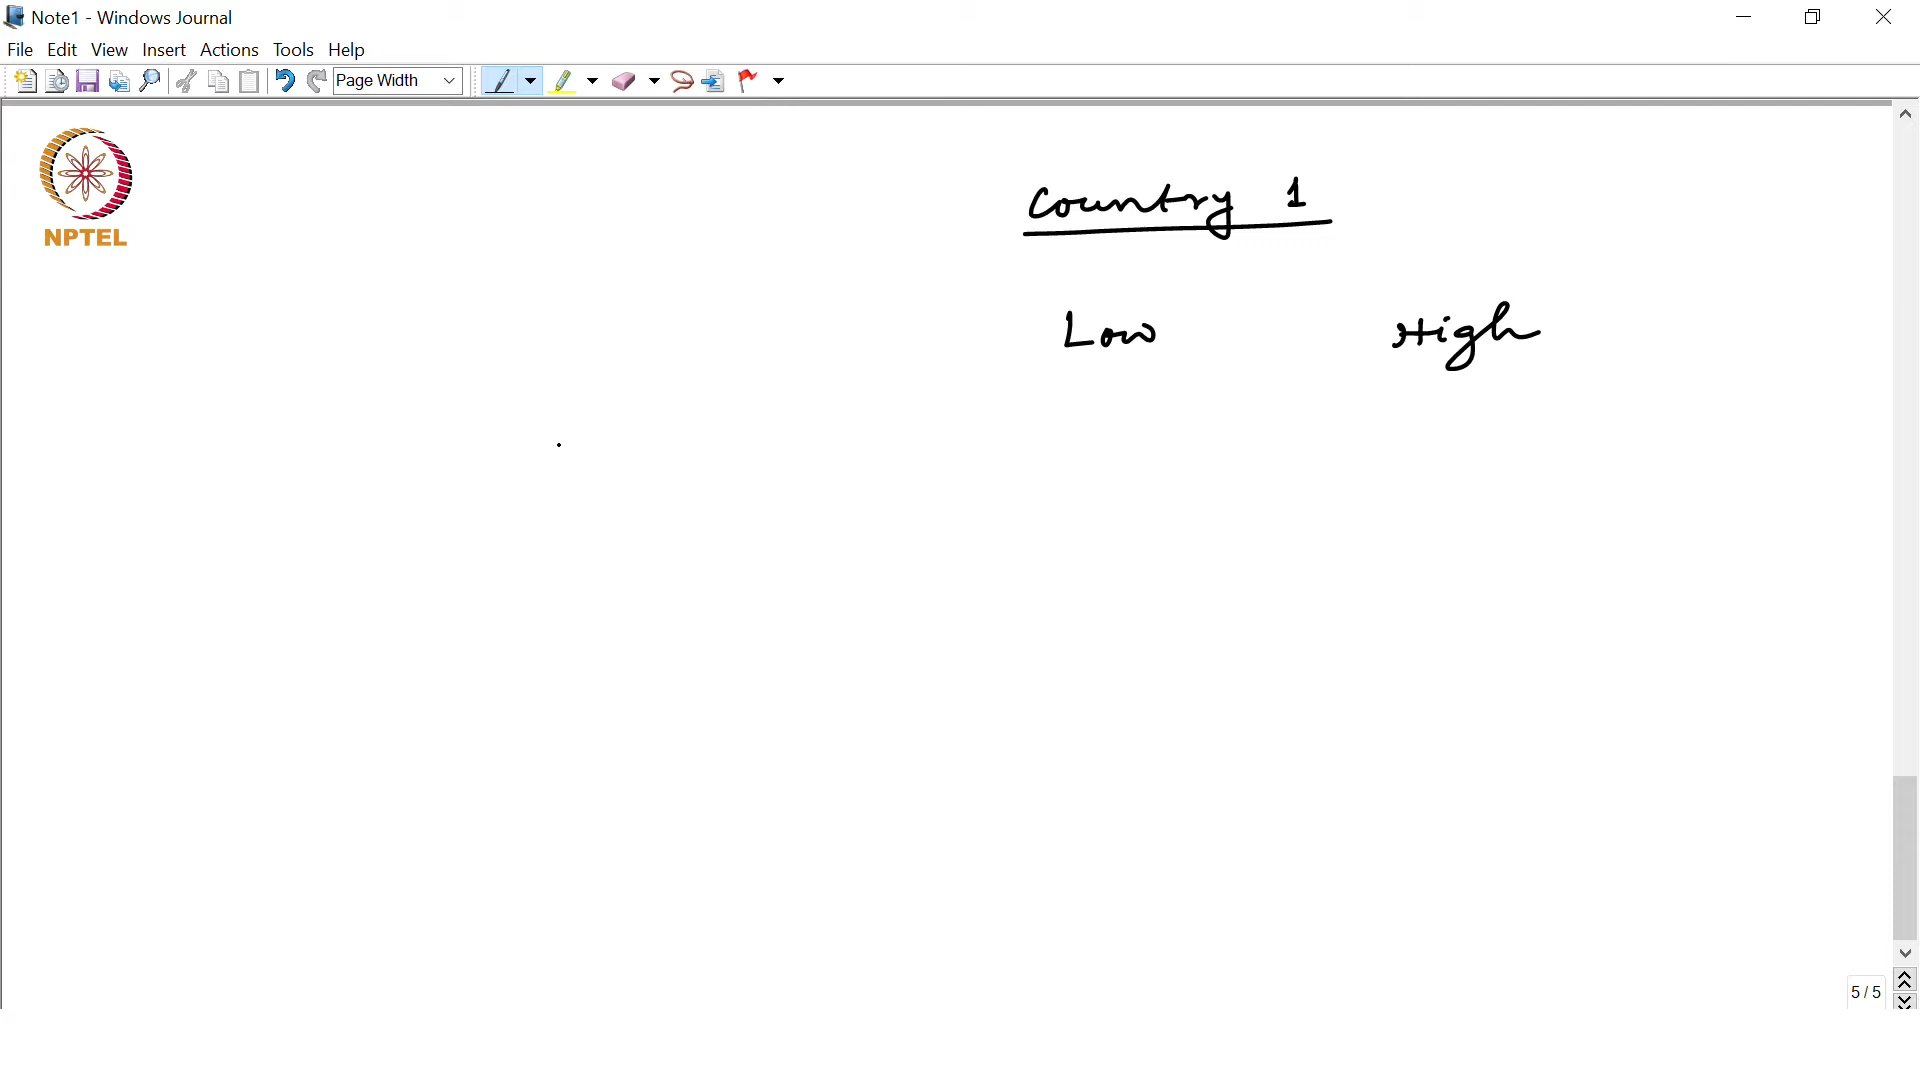 Note1 - Windows Journal
File Edit View Insert Actions Tools Help
Page Width
NPTEL
Country 1
Low High
5 / 5